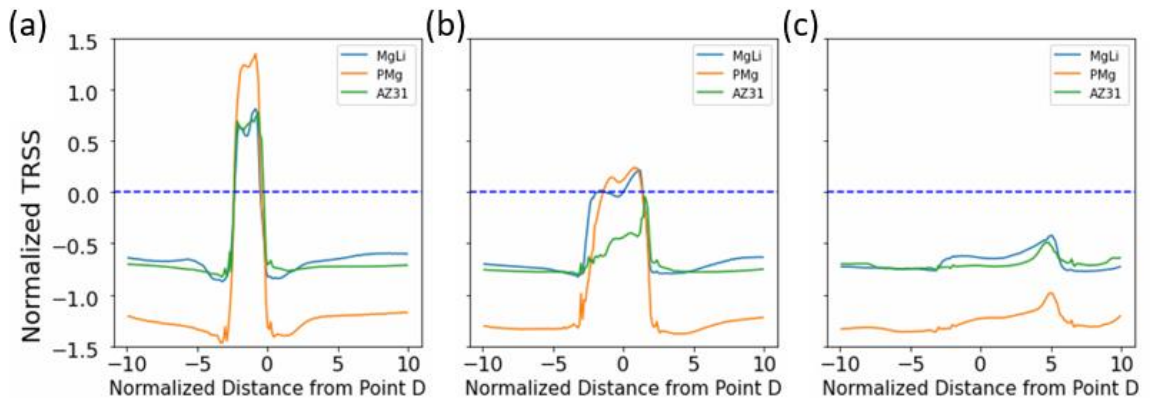 (a) (b) (c)
Normalized TRSS
1.5
1.0
0.5
0.0
−0.5
−1.0
−1.5
MgLi
PMg
AZ31
−10 −5 0 5 10
Normalized Distance from Point D
MgLi
PMg
AZ31
−10 −5 0 5 10
Normalized Distance from Point D
MgLi
PMg
AZ31
−10 −5 0 5 10
Normalized Distance from Point D